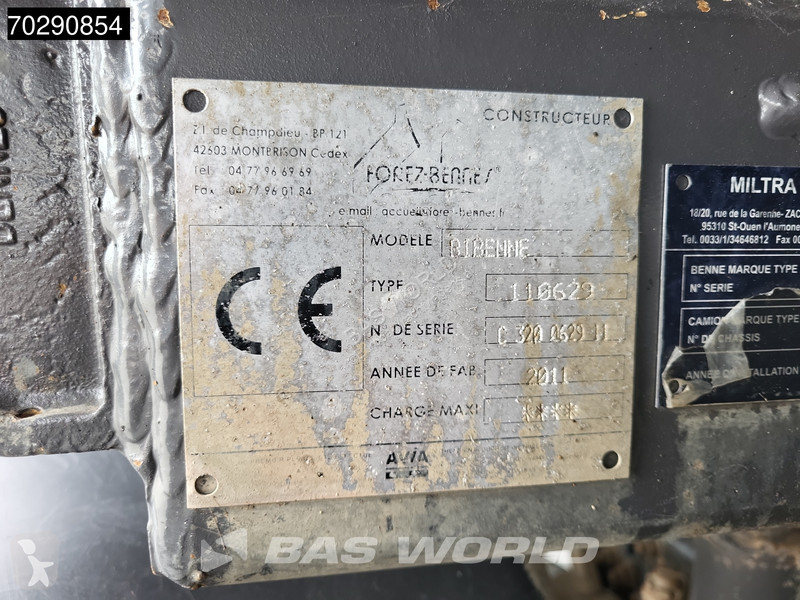 70290854
CONSTRUCTEUR
Z.I. de Champdieu - BP 121
42603 MONTBRISON Cedex
Tel. 04 77 96 69 69
Fax 04 77 96 01 84
FOREZ-BENNES
e mail : accueil
MODELE BIBENNE
TYPE 110629
N° DE SERIE C 320 0629 11
ANNEE DE FAB. 2011
CHARGE MAXI ****
AVIA
CE
MILTRA
18/20, rue de la Garenne- ZAC
95310 St-Ouen l'Aumone
Tel. 0033/1/34646812 Fax
BENNE MARQUE TYPE
N° SERIE
CAMION MARQUE TYPE
N° DE CHASSIS
BAS WORLD